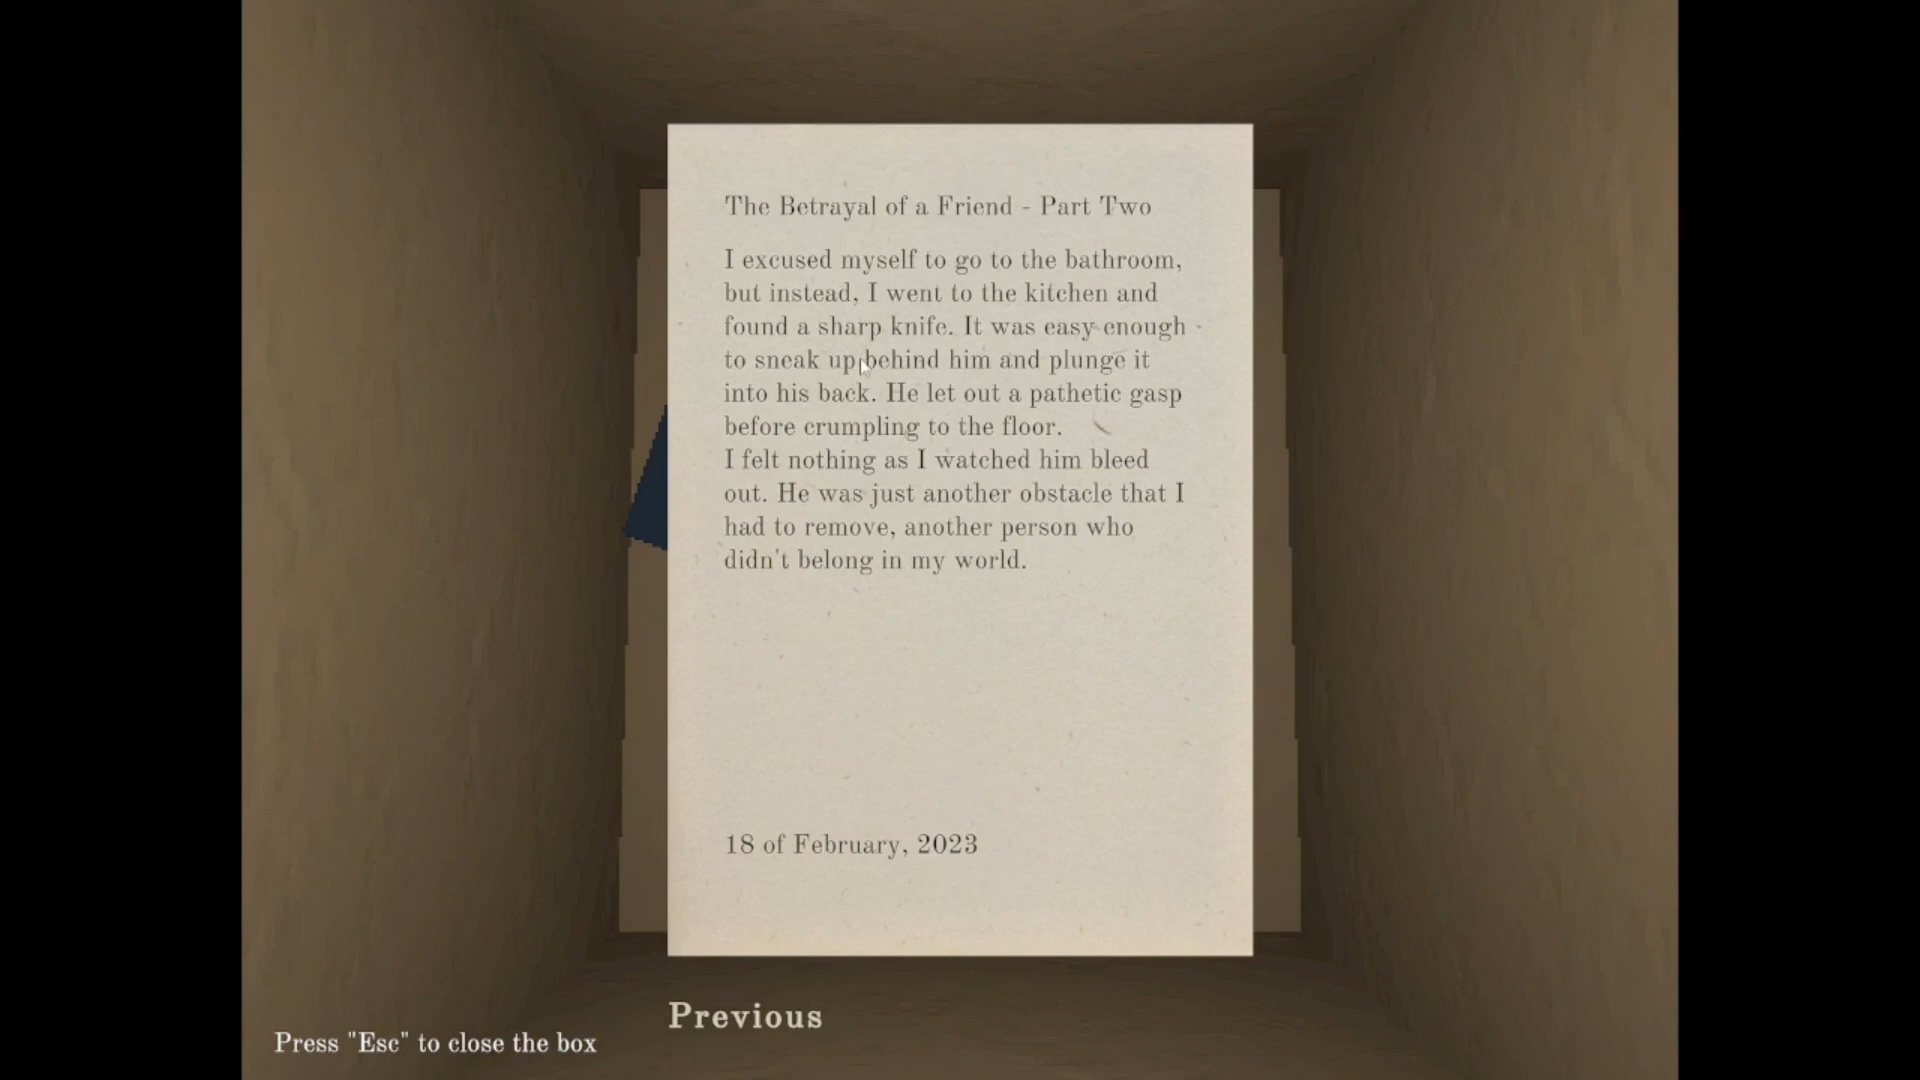 The Betrayal of a Friend - Part Two
I excused myself to go to the bathroom,
but instead, I went to the kitchen and
found a sharp knife. It was easy enough
to sneak up behind him and plunge it
into his back. He let out a pathetic gasp
before crumpling to the floor.
I felt nothing as I watched him bleed
out. He was just another obstacle that I
had to remove, another person who
didn't belong in my world.
18 of February, 2023
Previous
Press "Esc" to close the box